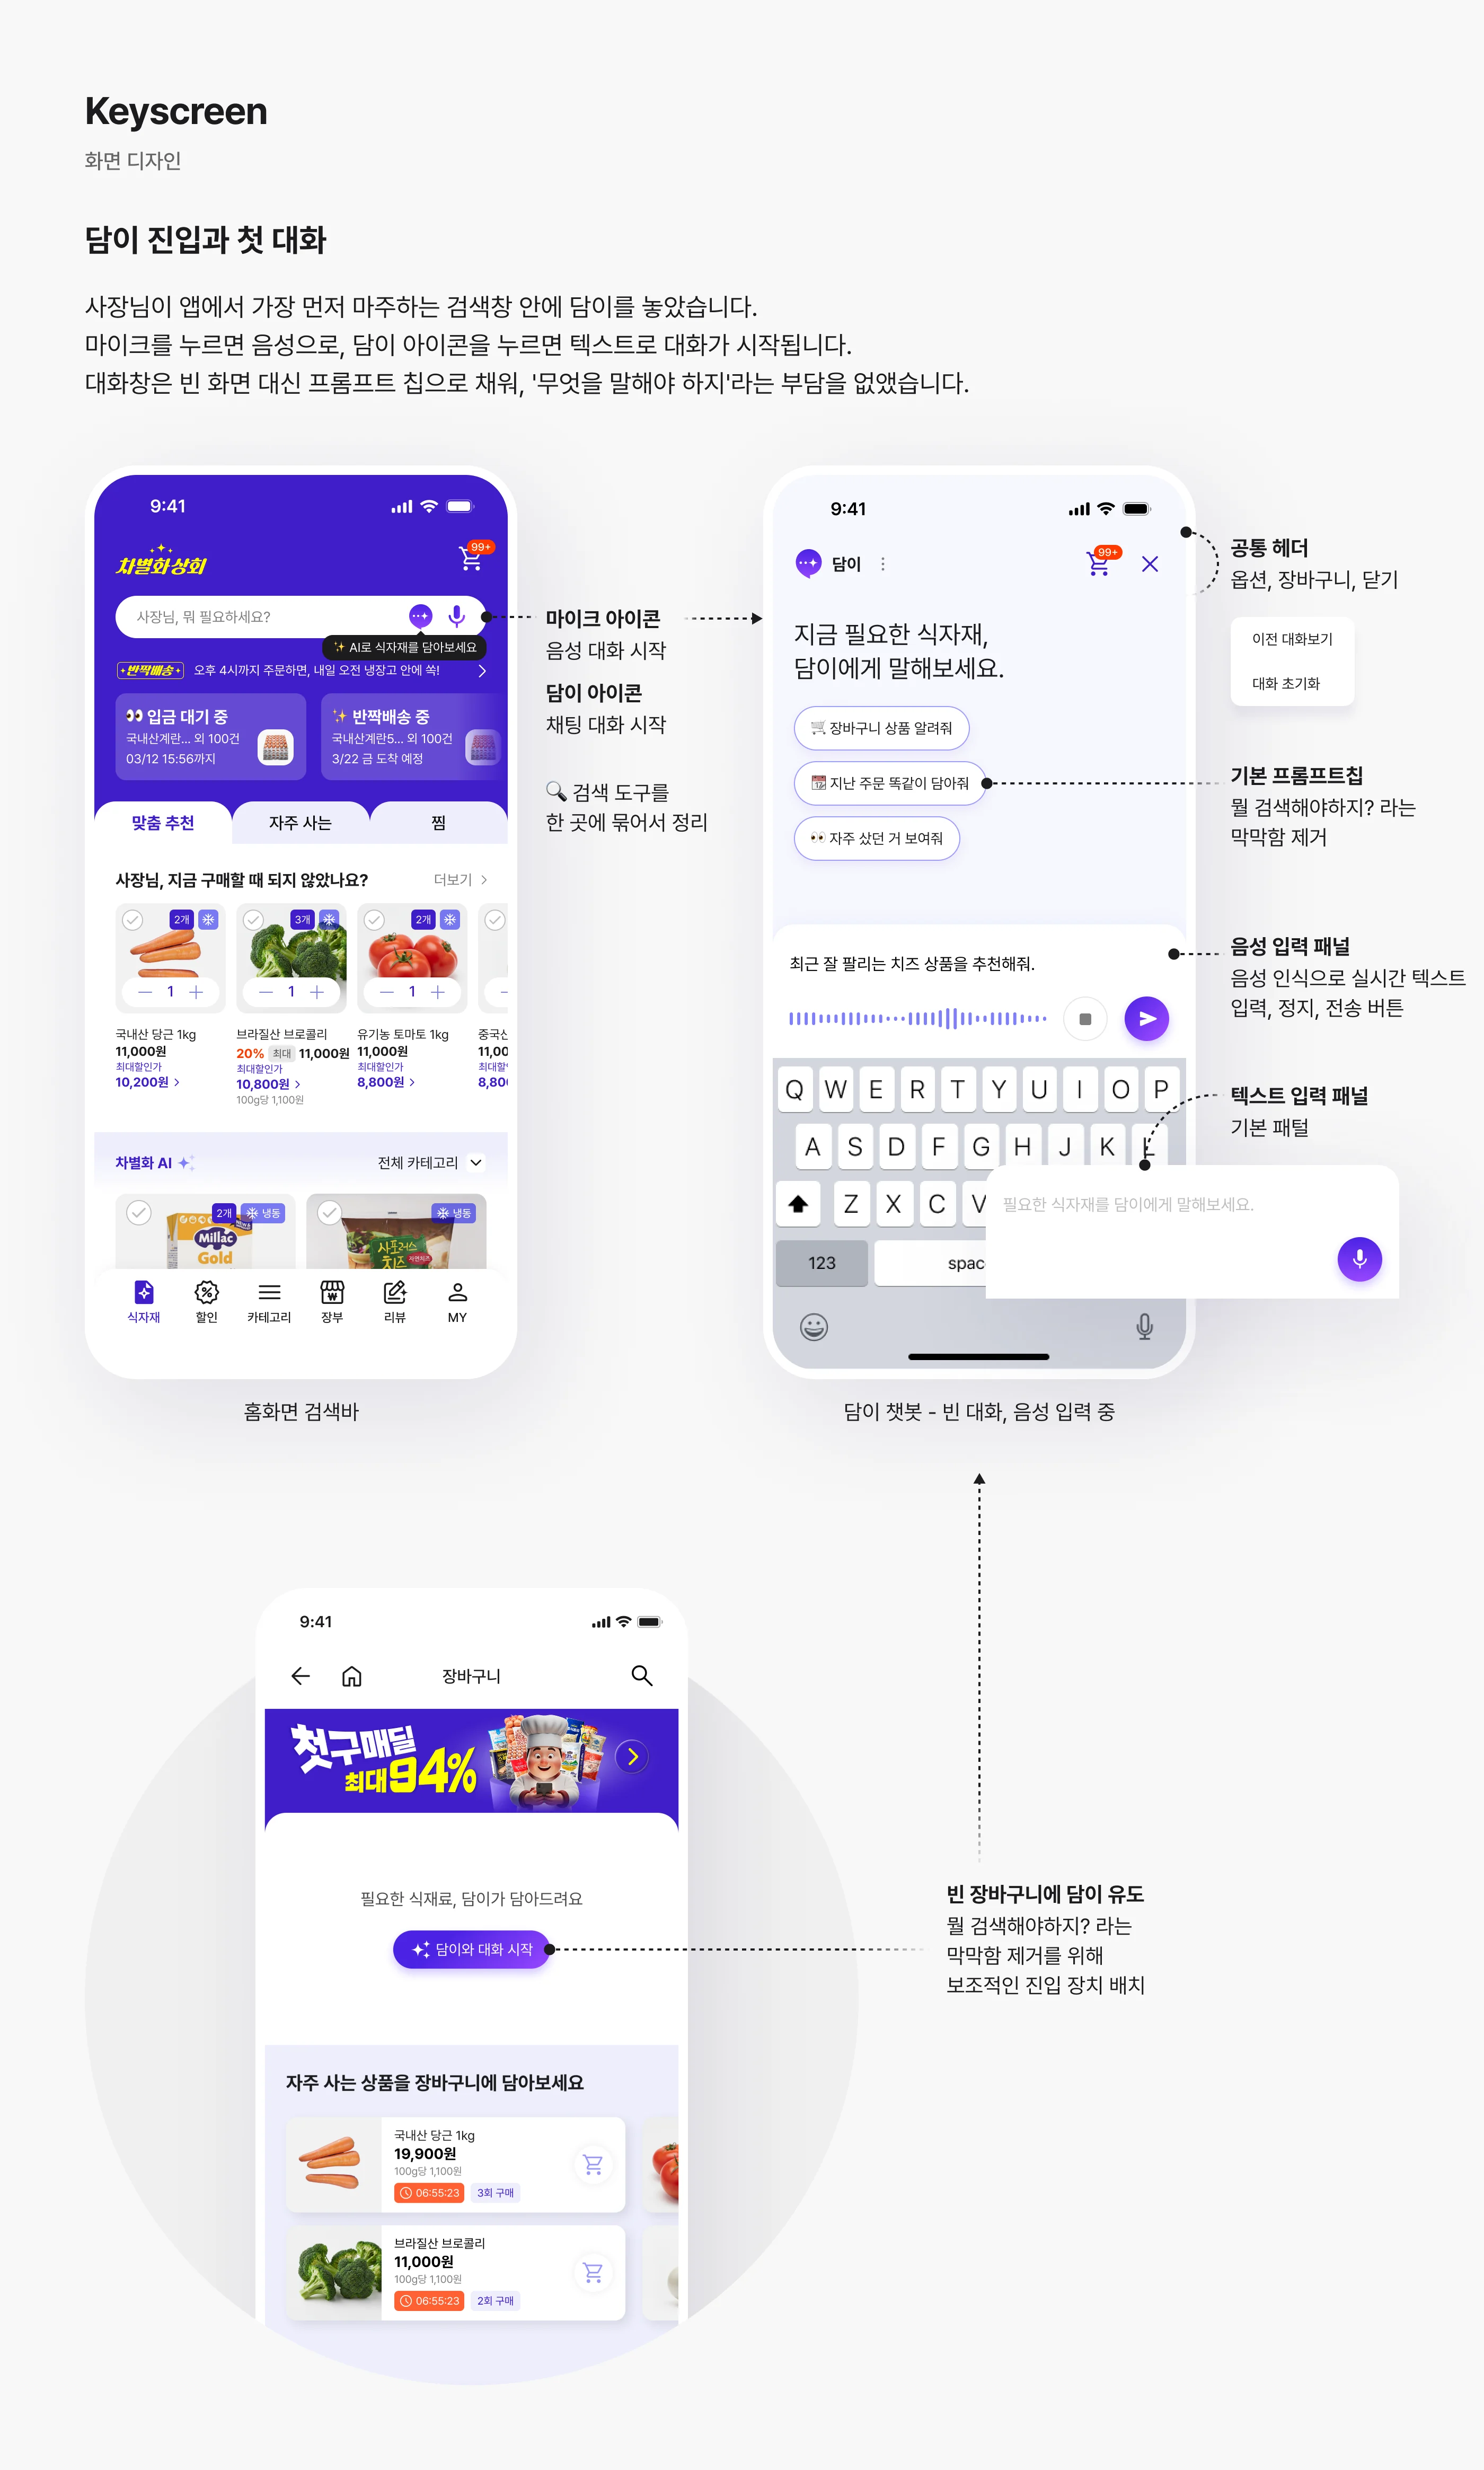 Keyscreen
화면 디자인
담이 진입과 첫 대화
사장님이 앱에서 가장 먼저 마주하는 검색창 안에 담이를 놓았습니다.
마이크를 누르면 음성으로, 담이 아이콘을 누르면 텍스트로 대화가 시작됩니다.
대화창은 빈 화면 대신 프롬프트 칩으로 채워, '무엇을 말해야 하지'라는 부담을 없앴습니다.
9:41
차별화상회
99+
사장님, 뭐 필요하세요?
✨ AI로 식자재를 담아보세요
반짝배송
오후 4시까지 주문하면, 내일 오전 냉장고 안에 쏙!
👀 입금 대기 중
국내산계란... 외 100건
03/12 15:56까지
✨ 반짝배송 중
국내산계란5... 외 100건
3/22 금 도착 예정
맞춤 추천
자주 사는
찜
사장님, 지금 구매할 때 되지 않았나요?
더보기
2개
3개
2개
1
1
1
국내산 당근 1kg
11,000원
최대할인가
10,200원
브라질산 브로콜리
20% 최대 11,000원
최대할인가
10,800원
100g당 1,100원
유기농 토마토 1kg
11,000원
최대할인가
8,800원
중국산
11,00
최대할
8,80
차별화 AI
전체 카테고리
2개
냉동
Millac
Gold
냉동
사포러스
치즈
자연치즈
식자재
할인
카테고리
장부
리뷰
MY
홈화면 검색바
마이크 아이콘
음성 대화 시작
담이 아이콘
채팅 대화 시작
🔍 검색 도구를
한 곳에 묶어서 정리
9:41
담이
99+
지금 필요한 식자재,
담이에게 말해보세요.
🛒 장바구니 상품 알려줘
📆 지난 주문 똑같이 담아줘
👀 자주 샀던 거 보여줘
최근 잘 팔리는 치즈 상품을 추천해줘.
Q W E R T Y U I O P
A S D F G H J K L
Z X C V
123
spac
필요한 식자재를 담이에게 말해보세요.
담이 챗봇 - 빈 대화, 음성 입력 중
공통 헤더
옵션, 장바구니, 닫기
이전 대화보기
대화 초기화
기본 프롬프트칩
뭘 검색해야하지? 라는
막막함 제거
음성 입력 패널
음성 인식으로 실시간 텍스트
입력, 정지, 전송 버튼
텍스트 입력 패널
기본 패털
9:41
장바구니
첫구매딜
최대94%
필요한 식재료, 담이가 담아드려요
담이와 대화 시작
자주 사는 상품을 장바구니에 담아보세요
국내산 당근 1kg
19,900원
100g당 1,100원
06:55:23
3회 구매
브라질산 브로콜리
11,000원
100g당 1,100원
06:55:23
2회 구매
빈 장바구니에 담이 유도
뭘 검색해야하지? 라는
막막함 제거를 위해
보조적인 진입 장치 배치